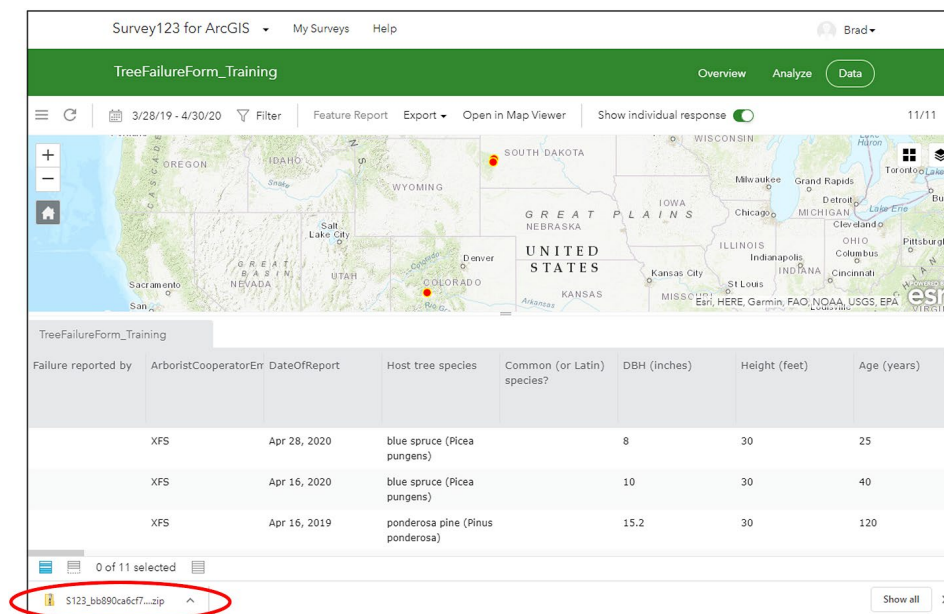 Survey123 for ArcGIS My Surveys Help Brad
TreeFailureForm_Training Overview Analyze Data
3/28/19 - 4/30/20 Filter Feature Report Export Open in Map Viewer Show individual response 11/11
+
−
OREGON
IDAHO
Snake
WYOMING
SOUTH DAKOTA
WISCONSIN
Lake Huron
Toronto
Milwaukee
Grand Rapids
IOWA
Detroit
Lake Erie
Chicago
MICHIGAN
Cleveland
GREAT PLAINS
NEBRASKA
Salt Lake City
UNITED STATES
ILLINOIS
OHIO
Pittsburgh
Indianapolis
Columbus
INDIANA
Cincinnati
GREAT BASIN
Denver
Sacramento
NEVADA
UTAH
COLORADO
Kansas City
St Louis
KANSAS
Arkansas
San
Esri, HERE, Garmin, FAO, NOAA, USGS, EPA
esri
TreeFailureForm_Training
Failure reported by ArboristCooperatorEm DateOfReport Host tree species Common (or Latin) species? DBH (inches) Height (feet) Age (years)
XFS Apr 28, 2020 blue spruce (Picea pungens) 8 30 25
XFS Apr 16, 2020 blue spruce (Picea pungens) 10 30 40
XFS Apr 16, 2019 ponderosa pine (Pinus ponderosa) 15.2 30 120
0 of 11 selected
S123_bb890ca6cf7....zip Show all